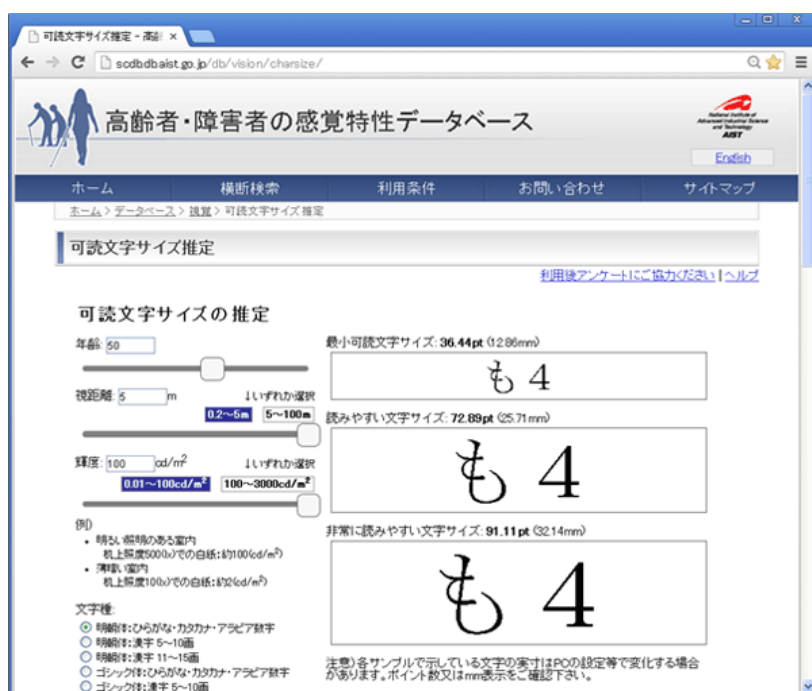 可読文字サイズ推定 - 高齢
scdb.db.aist.go.jp/db/vision/charsize/
高齢者・障害者の感覚特性データベース
National Institute of
Advanced Industrial Science
and Technology
AIST
English
ホーム 横断検索 利用条件 お問い合わせ サイトマップ
ホーム > データベース > 視覚 > 可読文字サイズ推定
可読文字サイズ推定
利用後アンケートにご協力ください | ヘルプ
可読文字サイズの推定
年齢: 50
視距離: 5 m ↓いずれか選択
0.2～5m 5～100m
輝度: 100 cd/m² ↓いずれか選択
0.01～100cd/m² 100～3000cd/m²
例)
• 明るい照明のある室内
机上照度500(lx)での白紙:約100(cd/m²)
• 薄暗い室内
机上照度10(lx)での白紙:約2(cd/m²)
文字種:
明朝体:ひらがな・カタカナ・アラビア数字
明朝体:漢字 5～10画
明朝体:漢字 11～15画
ゴシック体:ひらがな・カタカナ・アラビア数字
ゴシック体:漢字 5～10画
最小可読文字サイズ: 36.44pt (12.86mm)
も 4
読みやすい文字サイズ: 72.89pt (25.71mm)
も 4
非常に読みやすい文字サイズ: 91.11pt (32.14mm)
も 4
注意)各サンプルで示している文字の実寸はPCの設定等で変化する場合
があります。ポイント数又はmm表示をご確認下さい。